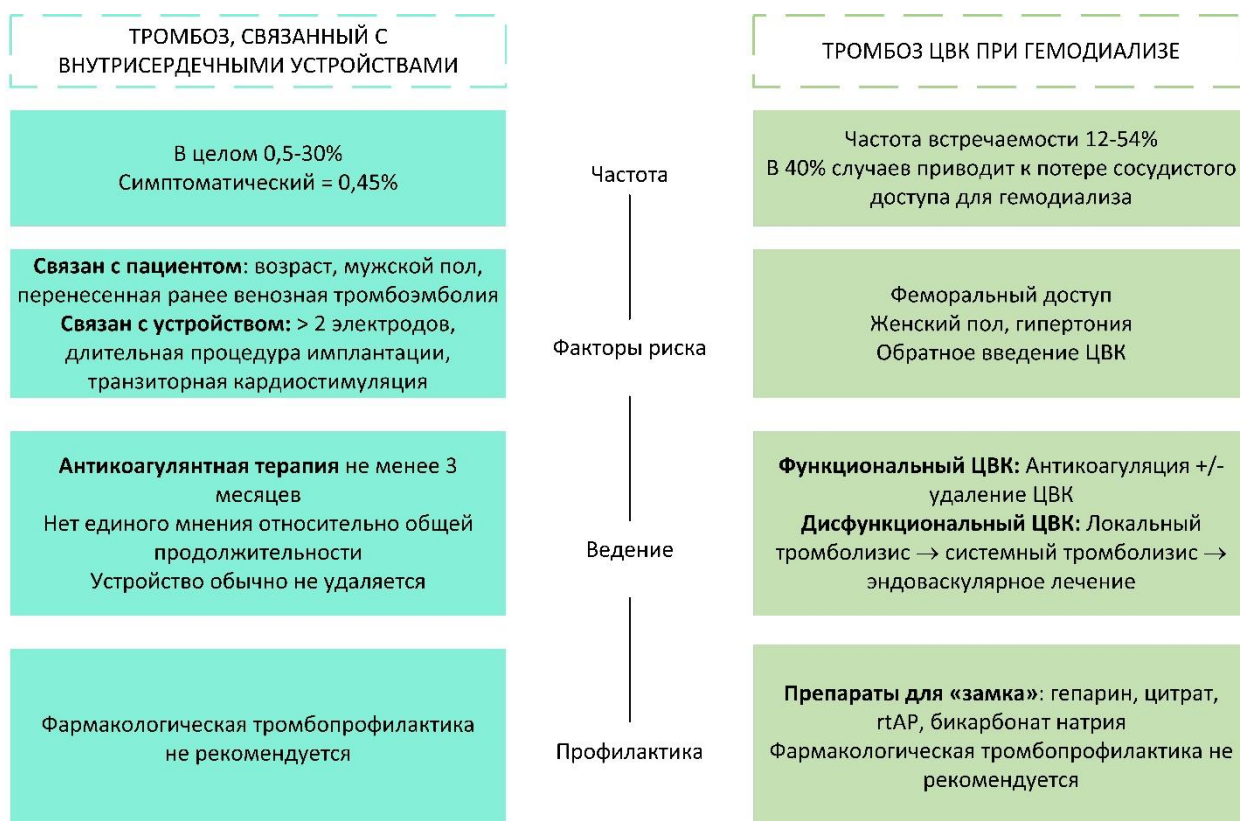 ТРОМБОЗ, СВЯЗАННЫЙ С
ВНУТРИСЕРДЕЧНЫМИ УСТРОЙСТВАМИ
ТРОМБОЗ ЦВК ПРИ ГЕМОДИАЛИЗЕ
В целом 0,5-30%
Симптоматический = 0,45%
Частота
Частота встречаемости 12-54%
В 40% случаев приводит к потере сосудистого
доступа для гемодиализа
Связан с пациентом: возраст, мужской пол,
перенесенная ранее венозная тромбоэмболия
Связан с устройством: > 2 электродов,
длительная процедура имплантации,
транзиторная кардиостимуляция
Факторы риска
Феморальный доступ
Женский пол, гипертония
Обратное введение ЦВК
Антикоагулянтная терапия не менее 3
месяцев
Нет единого мнения относительно общей
продолжительности
Устройство обычно не удаляется
Ведение
Функциональный ЦВК: Антикоагуляция +/-
удаление ЦВК
Дисфункциональный ЦВК: Локальный
тромболизис → системный тромболизис →
эндоваскулярное лечение
Фармакологическая тромбопрофилактика
не рекомендуется
Профилактика
Препараты для «замка»: гепарин, цитрат,
rtAP, бикарбонат натрия
Фармакологическая тромбопрофилактика не
рекомендуется